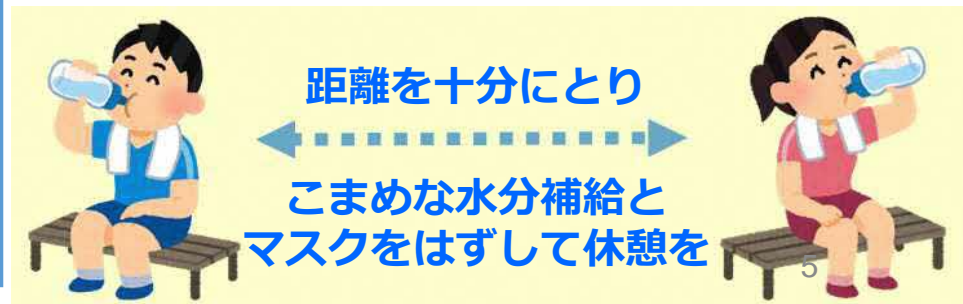 距離を十分にとり
こまめな水分補給と
マスクをはずして休憩を
5